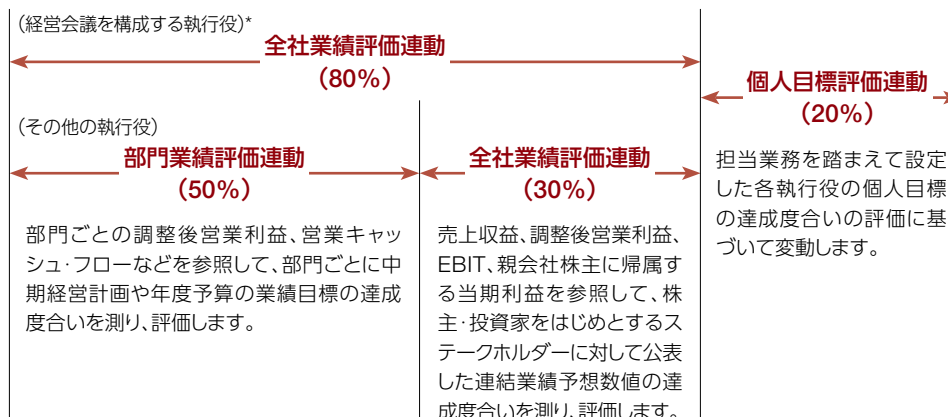 (経営会議を構成する執行役)*
全社業績評価連動
(80%)
個人目標評価連動
(20%)
担当業務を踏まえて設定
した各執行役の個人目標
の達成度合いの評価に基
づいて変動します。
(その他の執行役)
部門業績評価連動
(50%)
部門ごとの調整後営業利益、営業キャッ
シュ・フローなどを参照して、部門ごとに中
期経営計画や年度予算の業績目標の達成
度合いを測り、評価します。
全社業績評価連動
(30%)
売上収益、調整後営業利益、
EBIT、親会社株主に帰属す
る当期利益を参照して、株
主・投資家をはじめとするス
テークホルダーに対して公表
した連結業績予想数値の達
成度合いを測り、評価します。